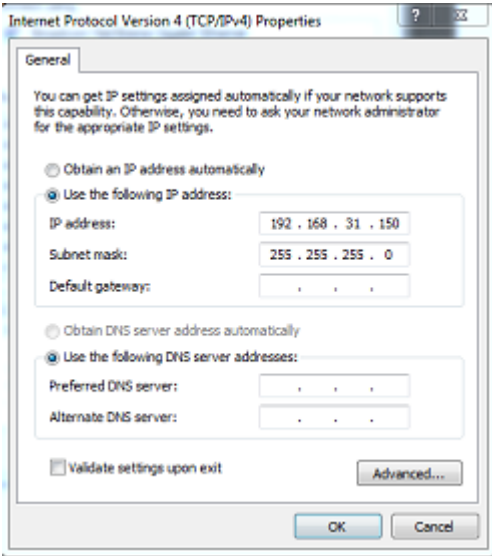 Internet Protocol Version 4 (TCP/IPv4) Properties
General
You can get IP settings assigned automatically if your network supports
this capability. Otherwise, you need to ask your network administrator
for the appropriate IP settings.
Obtain an IP address automatically
Use the following IP address:
IP address: 192 . 168 . 31 . 150
Subnet mask: 255 . 255 . 255 . 0
Default gateway: . . .
Obtain DNS server address automatically
Use the following DNS server addresses:
Preferred DNS server: . . .
Alternate DNS server: . . .
Validate settings upon exit
Advanced...
OK Cancel